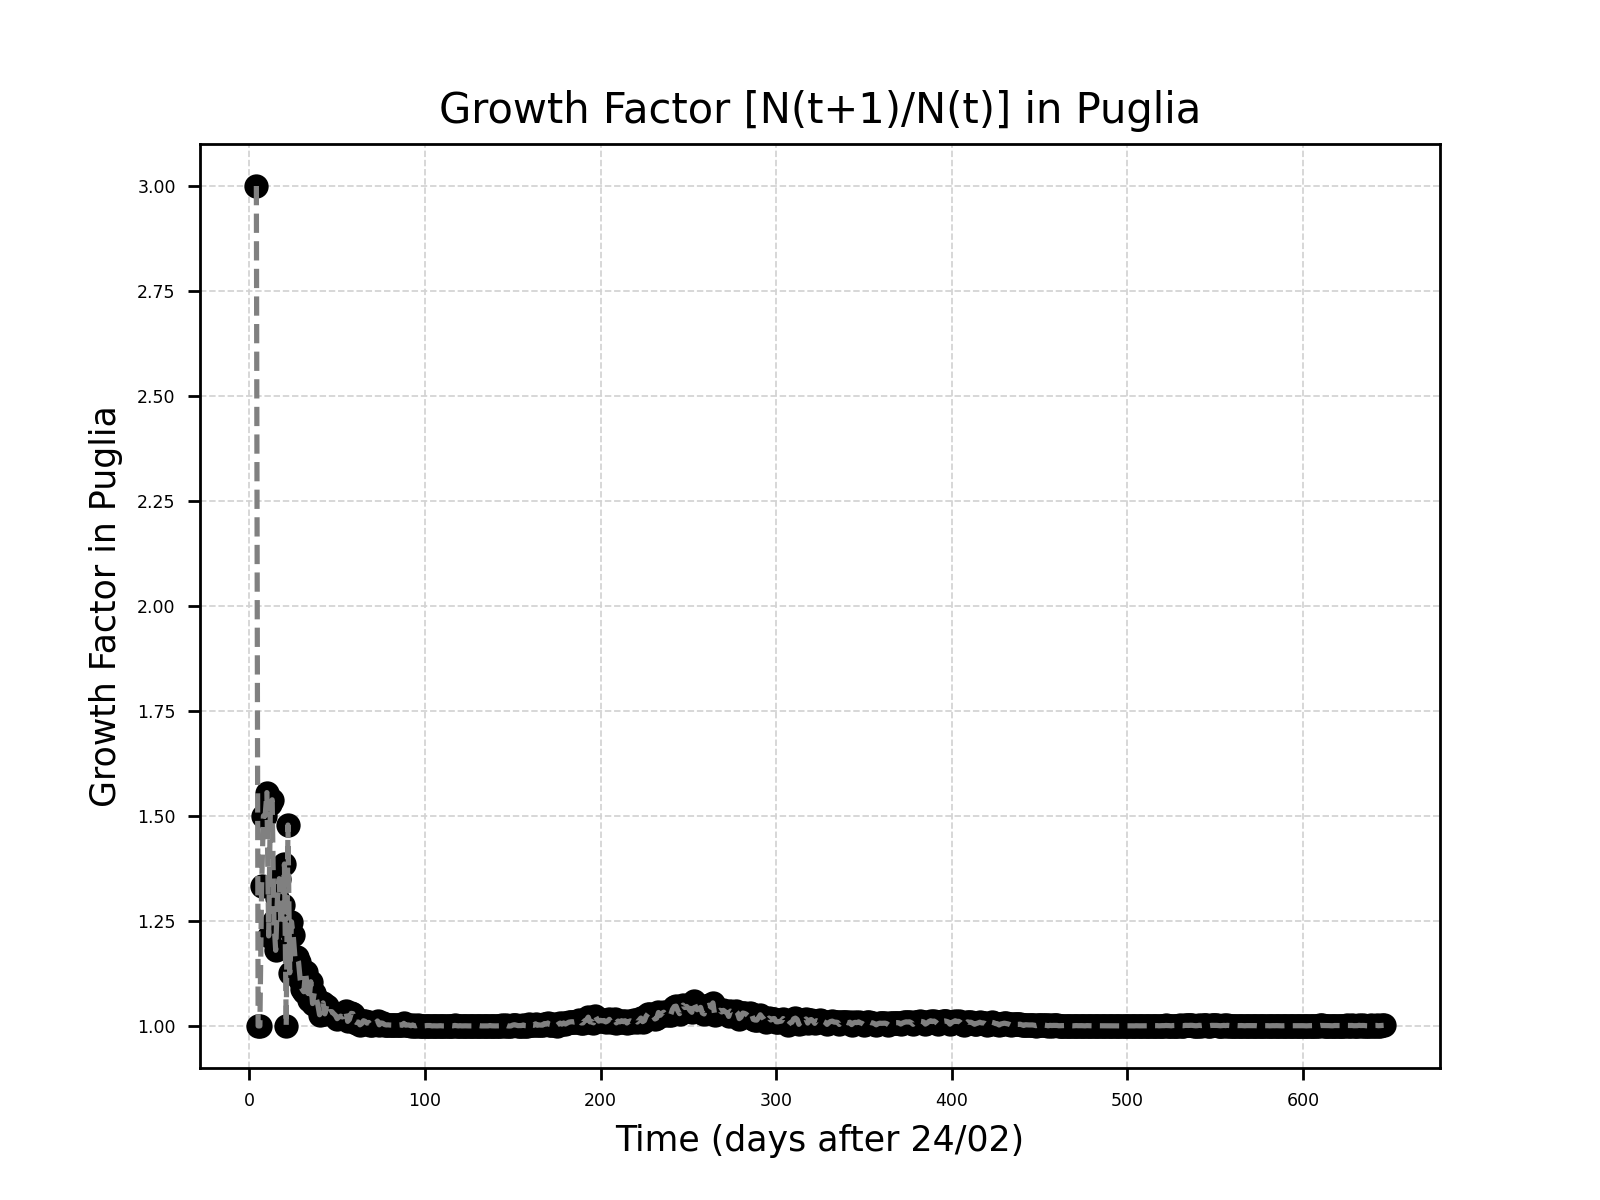 Growth Factor [N(t+1)/N(t)] in Puglia
Growth Factor in Puglia
3.00
2.75
2.50
2.25
2.00
1.75
1.50
1.25
1.00
0 100 200 300 400 500 600
Time (days after 24/02)